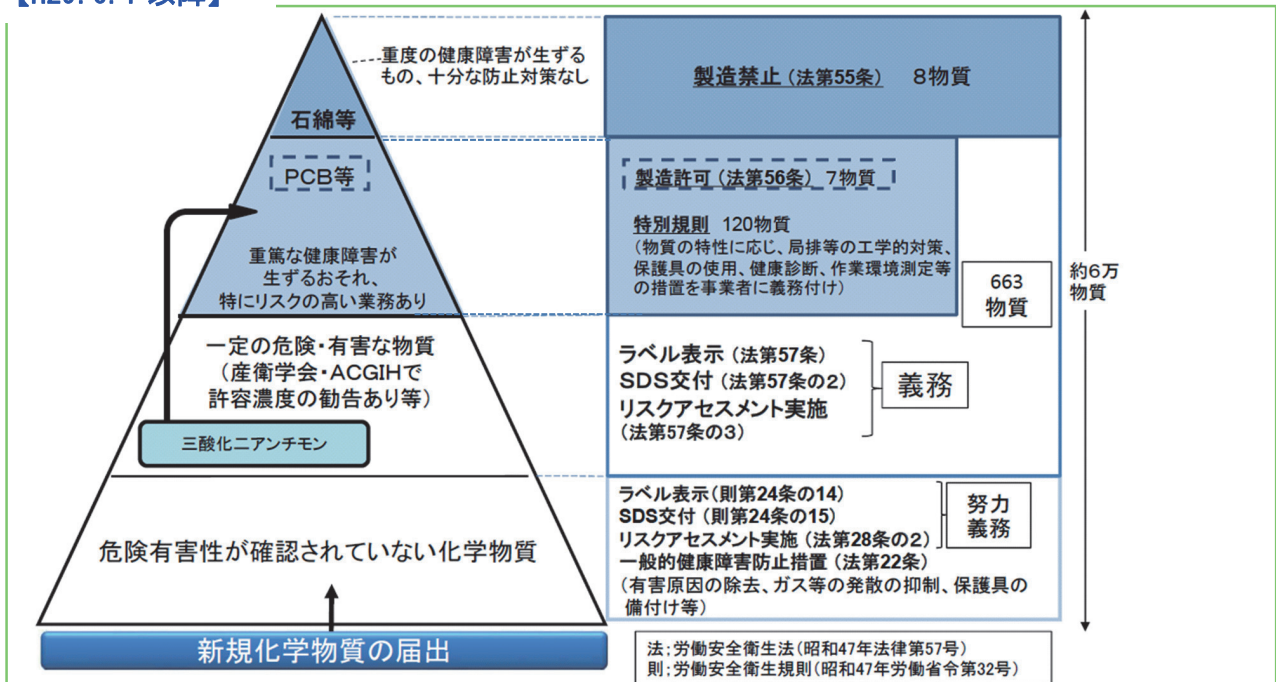 重度の健康障害が生ずる
もの、十分な防止対策なし
石綿等
PCB等
重篤な健康障害が
生ずるおそれ、
特にリスクの高い業務あり
一定の危険・有害な物質
（産衛学会・ACGIHで
許容濃度の勧告あり等）
三酸化二アンチモン
危険有害性が確認されていない化学物質
新規化学物質の届出
製造禁止（法第55条） 8物質
製造許可（法第56条） 7物質
特別規則 120物質
（物質の特性に応じ、局排等の工学的対策、
保護具の使用、健康診断、作業環境測定等
の措置を事業者に義務付け）
663
物質
約6万
物質
ラベル表示（法第57条）
SDS交付（法第57条の2）
リスクアセスメント実施
（法第57条の3）
義務
ラベル表示（則第24条の14）
SDS交付（則第24条の15）
リスクアセスメント実施（法第28条の2）
一般的健康障害防止措置（法第22条）
（有害原因の除去、ガス等の発散の抑制、保護具の
備付け等）
努力
義務
法；労働安全衛生法（昭和47年法律第57号）
則；労働安全衛生規則（昭和47年労働省令第32号）